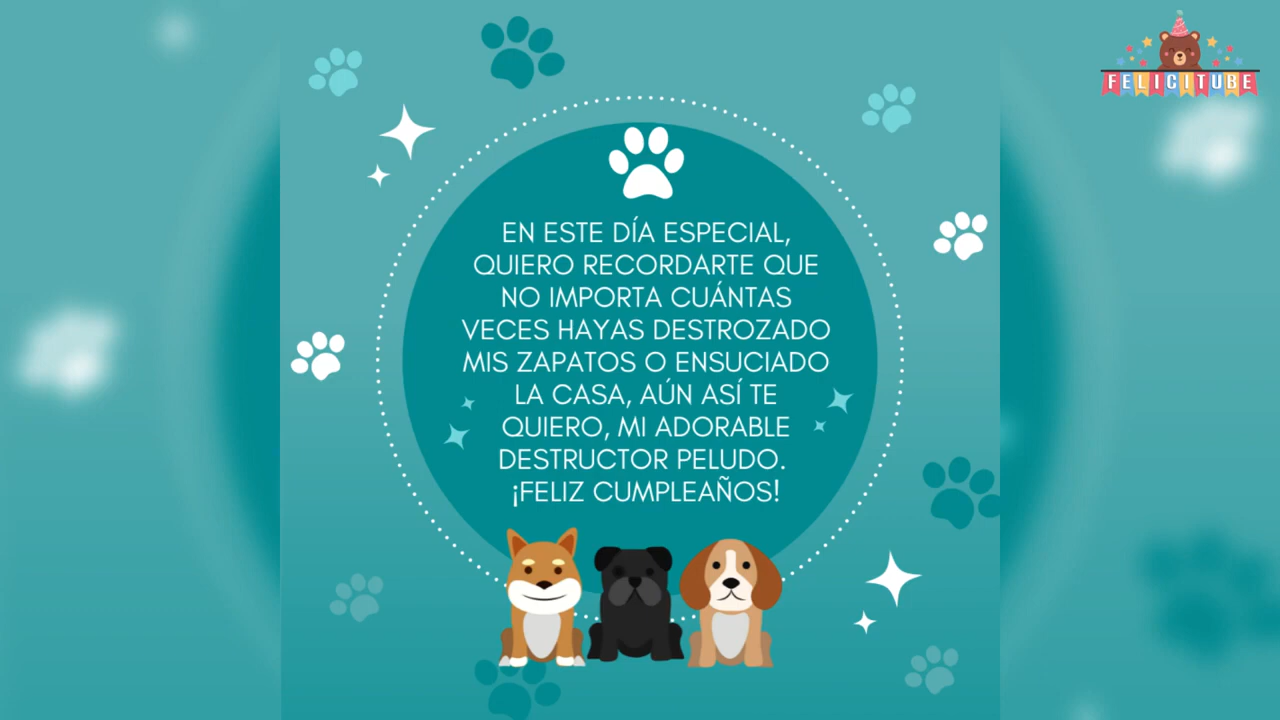 FELICITUBE
EN ESTE DÍA ESPECIAL,
QUIERO RECORDARTE QUE
NO IMPORTA CUÁNTAS
VECES HAYAS DESTROZADO
MIS ZAPATOS O ENSUCIADO
LA CASA, AÚN ASÍ TE
QUIERO, MI ADORABLE
DESTRUCTOR PELUDO.
¡FELIZ CUMPLEAÑOS!